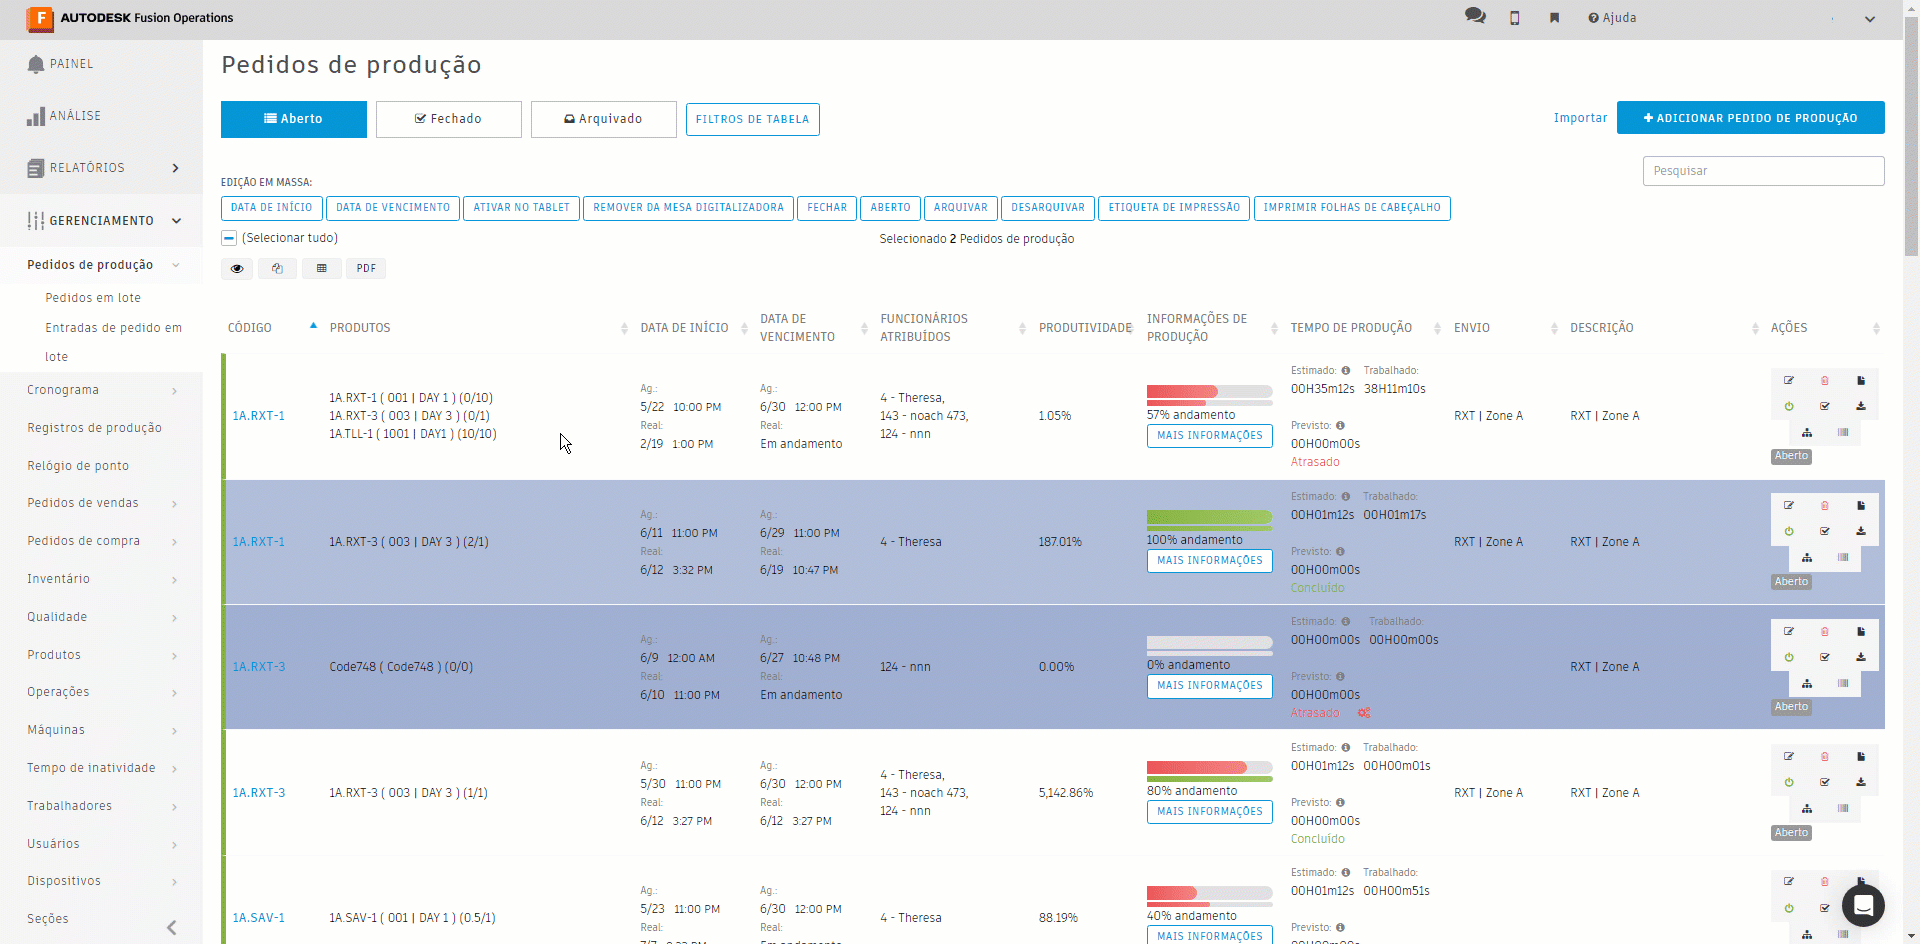 AUTODESK Fusion Operations
Ajuda
PAINEL
ANÁLISE
RELATÓRIOS
GERENCIAMENTO
Pedidos de produção
Pedidos em lote
Entradas de pedido em
lote
Cronograma
Registros de produção
Relógio de ponto
Pedidos de vendas
Pedidos de compra
Inventário
Qualidade
Produtos
Operações
Máquinas
Tempo de inatividade
Trabalhadores
Usuários
Dispositivos
Seções
Pedidos de produção
Aberto
Fechado
Arquivado
FILTROS DE TABELA
Importar
ADICIONAR PEDIDO DE PRODUÇÃO
Pesquisar
EDIÇÃO EM MASSA:
DATA DE INÍCIO
DATA DE VENCIMENTO
ATIVAR NO TABLET
REMOVER DA MESA DIGITALIZADORA
FECHAR
ABERTO
ARQUIVAR
DESARQUIVAR
ETIQUETA DE IMPRESSÃO
IMPRIMIR FOLHAS DE CABEÇALHO
(Selecionar tudo)
Selecionado 2 Pedidos de produção
PDF
CÓDIGO
PRODUTOS
DATA DE INÍCIO
DATA DE
VENCIMENTO
FUNCIONÁRIOS
ATRIBUÍDOS
PRODUTIVIDADE
INFORMAÇÕES DE
PRODUÇÃO
TEMPO DE PRODUÇÃO
ENVIO
DESCRIÇÃO
AÇÕES
1A.RXT-1
1A.RXT-1 ( 001 | DAY 1 ) (0/10)
1A.RXT-3 ( 003 | DAY 3 ) (0/1)
1A.TLL-1 ( 1001 | DAY1 ) (10/10)
Ag.:
5/22 10:00 PM
Real:
2/19 1:00 PM
Ag.:
6/30 12:00 PM
Real:
Em andamento
4 - Theresa,
143 - noach 473,
124 - nnn
1.05%
57% andamento
MAIS INFORMAÇÕES
Estimado: Trabalhado:
00H35m12s 38H11m10s
Previsto:
00H00m00s
Atrasado
RXT | Zone A
RXT | Zone A
Aberto
1A.RXT-1
1A.RXT-3 ( 003 | DAY 3 ) (2/1)
Ag.:
6/11 11:00 PM
Real:
6/12 3:32 PM
Ag.:
6/29 11:00 PM
Real:
6/19 10:47 PM
4 - Theresa
187.01%
100% andamento
MAIS INFORMAÇÕES
Estimado: Trabalhado:
00H01m12s 00H01m17s
Previsto:
00H00m00s
Concluído
RXT | Zone A
RXT | Zone A
Aberto
1A.RXT-3
Code748 ( Code748 ) (0/0)
Ag.:
6/9 12:00 AM
Real:
6/10 11:00 PM
Ag.:
6/27 10:48 PM
Real:
Em andamento
124 - nnn
0.00%
0% andamento
MAIS INFORMAÇÕES
Estimado: Trabalhado:
00H00m00s 00H00m00s
Previsto:
00H00m00s
Atrasado
RXT | Zone A
Aberto
1A.RXT-3
1A.RXT-3 ( 003 | DAY 3 ) (1/1)
Ag.:
5/30 11:00 PM
Real:
6/12 3:27 PM
Ag.:
6/30 12:00 PM
Real:
6/12 3:27 PM
4 - Theresa,
143 - noach 473,
124 - nnn
5,142.86%
80% andamento
MAIS INFORMAÇÕES
Estimado: Trabalhado:
00H01m12s 00H00m01s
Previsto:
00H00m00s
Concluído
RXT | Zone A
RXT | Zone A
Aberto
1A.SAV-1
1A.SAV-1 ( 001 | DAY 1 ) (0.5/1)
Ag.:
5/23 11:00 PM
Real:
Ag.:
6/30 12:00 PM
Real:
Em andamento
4 - Theresa
88.19%
40% andamento
MAIS INFORMAÇÕES
Estimado: Trabalhado:
00H01m12s 00H00m51s
Previsto:
RXT | Zone A
RXT | Zone A